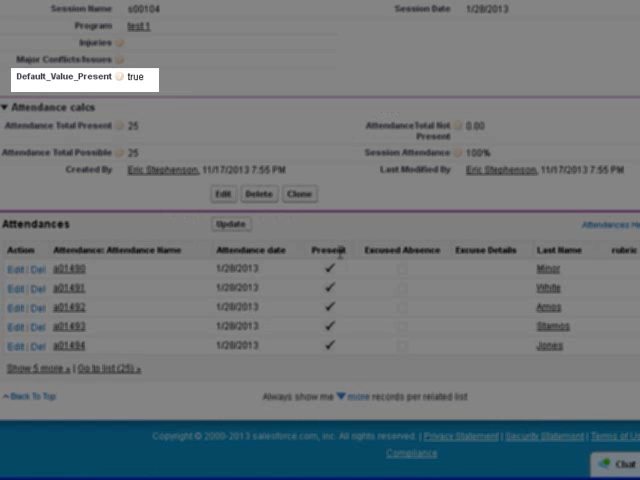 Session Name s00104 Session Date 1/28/2013
Program test 1
Injuries
Major Conflicts/Issues
Default_Value_Present true
Attendance calcs
Attendance Total Present 25 AttendanceTotal Not Present 0.00
Attendance Total Possible 25 Session Attendance 100%
Created By Eric Stephenson, 11/17/2013 7:55 PM Last Modified By Eric Stephenson, 11/17/2013 7:55 PM
Edit Delete Clone
Attendances Update Attendances He
Action Attendance: Attendance Name Attendance date Present Excused Absence Excuse Details Last Name rubric
Edit | Del a01490 1/28/2013 Minor
Edit | Del a01491 1/28/2013 White
Edit | Del a01492 1/28/2013 Amos
Edit | Del a01493 1/28/2013 Stamos
Edit | Del a01494 1/28/2013 Jones
Show 5 more | Go to list (25)
Back To Top Always show me more records per related list
Copyright © 2000-2013 salesforce.com, inc. All rights reserved. | Privacy Statement | Security Statement | Terms of Us
Compliance
Chat